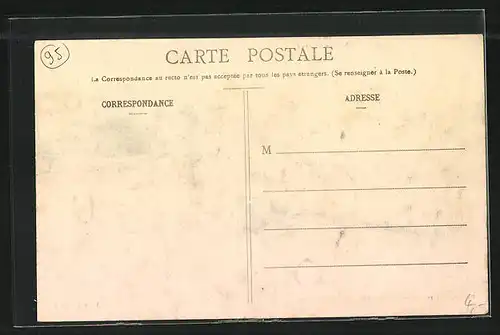 95
CARTE POSTALE
La Correspondance au recto n'est pas acceptée par tous les pays étrangers. (Se renseigner à la Poste.)
CORRESPONDANCE
ADRESSE
M
4,-